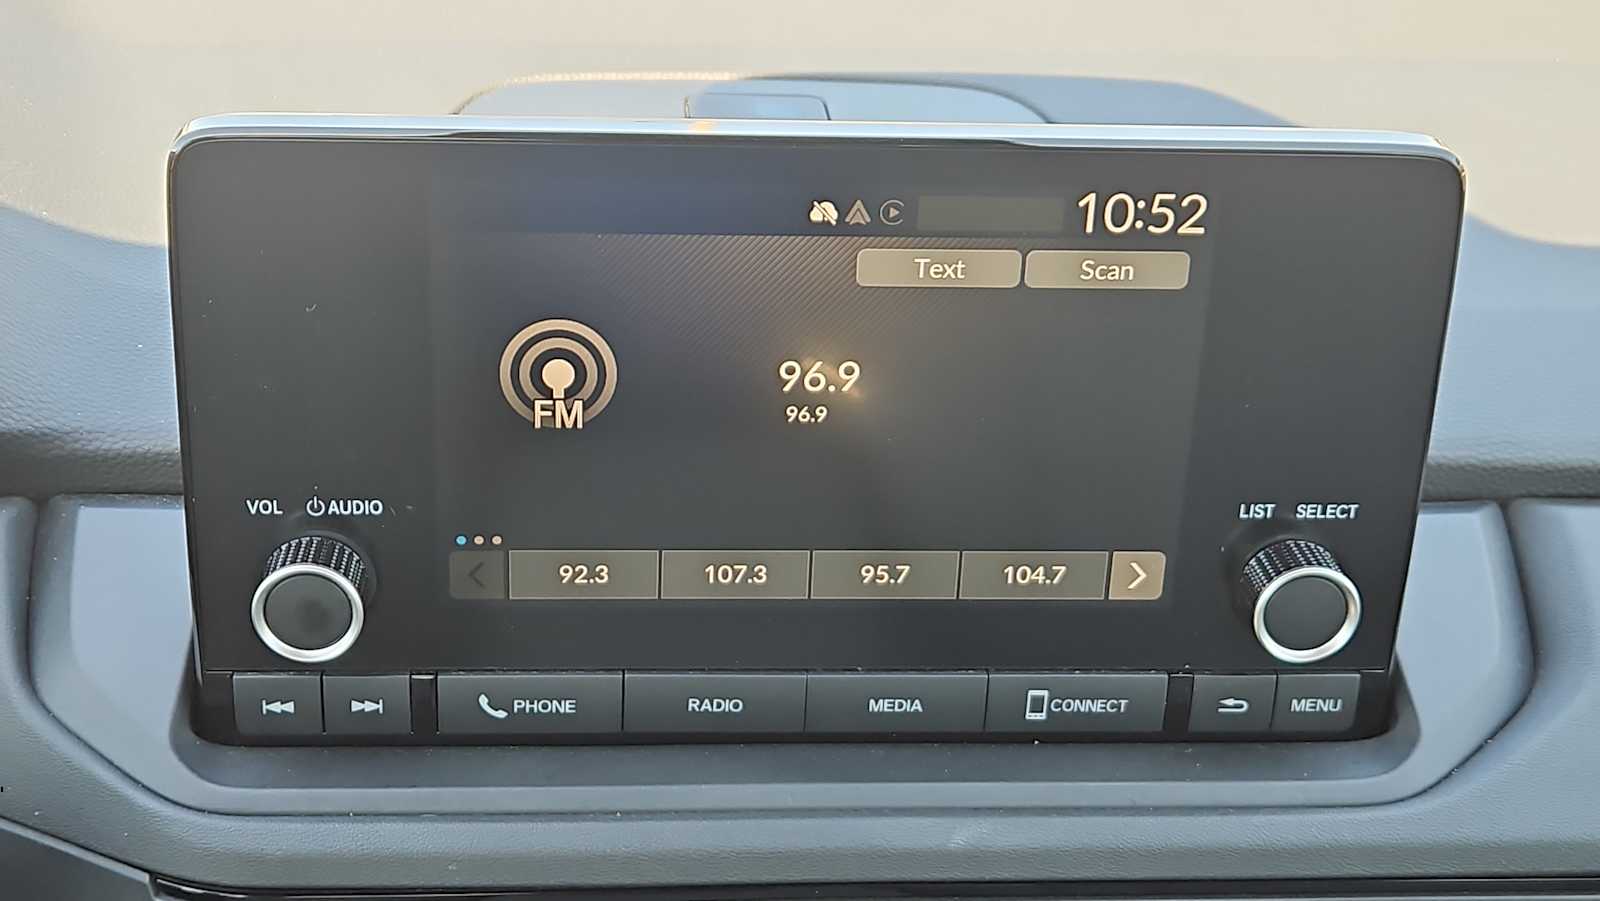 10:52
Text Scan
FM
96.9
96.9
VOL AUDIO
LIST SELECT
92.3 107.3 95.7 104.7
PHONE RADIO MEDIA CONNECT MENU